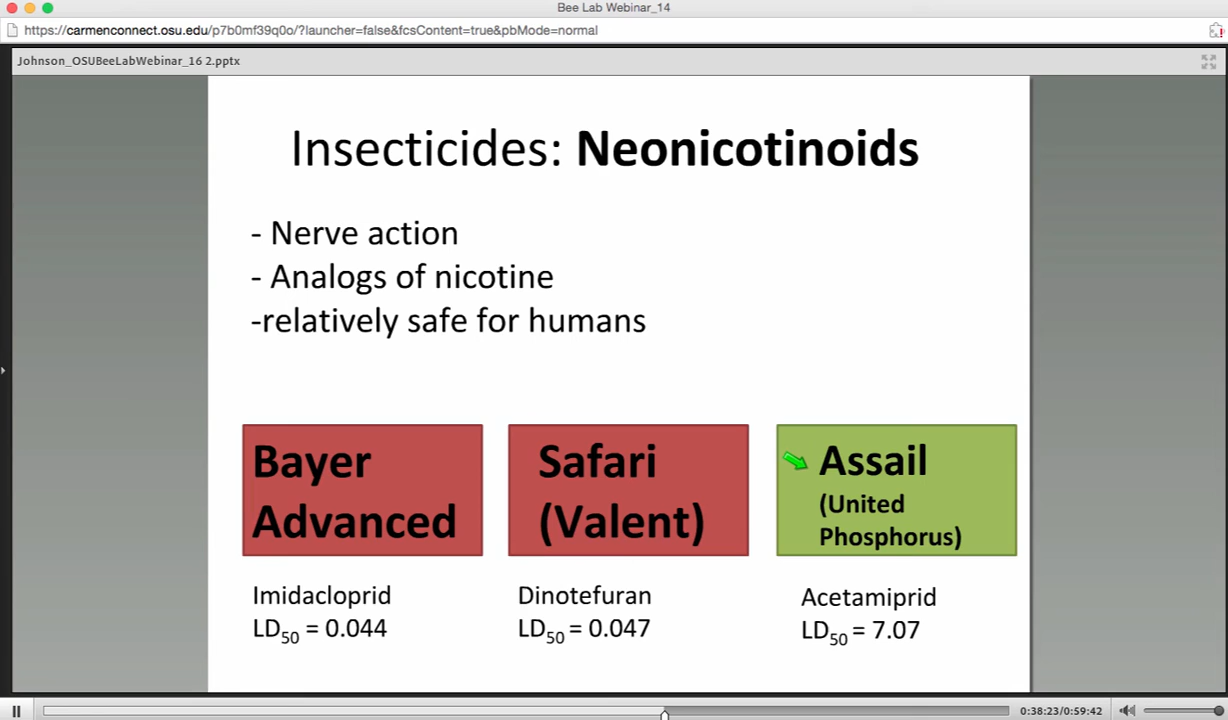 Bee Lab Webinar_14
https://carmenconnect.osu.edu/p7b0mf39q0o/?launcher=false&fcsContent=true&pbMode=normal
Johnson_OSUBeeLabWebinar_16 2.pptx
Insecticides: Neonicotinoids
- Nerve action
- Analogs of nicotine
-relatively safe for humans
Bayer
Advanced
Safari
(Valent)
Assail
(United
Phosphorus)
Imidacloprid
LD50 = 0.044
Dinotefuran
LD50 = 0.047
Acetamiprid
LD50 = 7.07
0:38:23/0:59:42